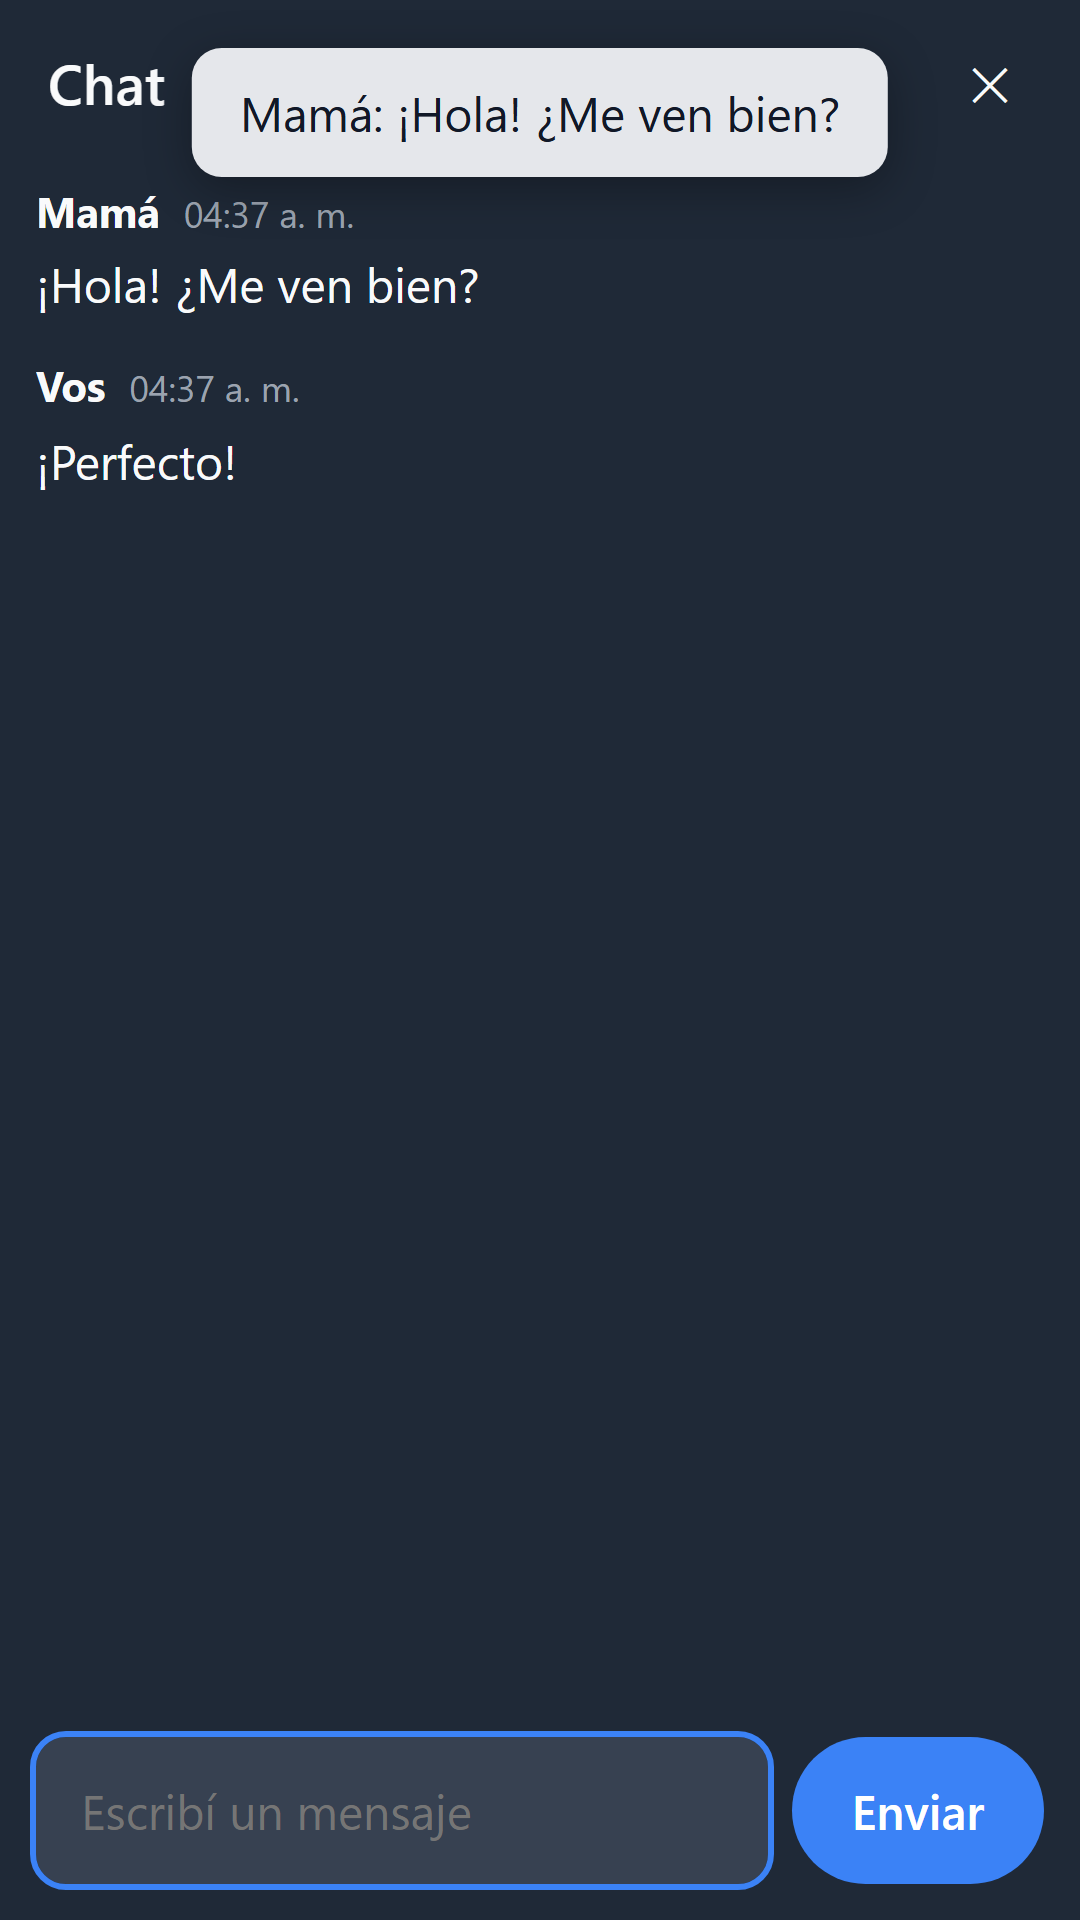 Chat
Mamá: ¡Hola! ¿Me ven bien?
Mamá 04:37 a. m.
¡Hola! ¿Me ven bien?
Vos 04:37 a. m.
¡Perfecto!
Escribí un mensaje
Enviar